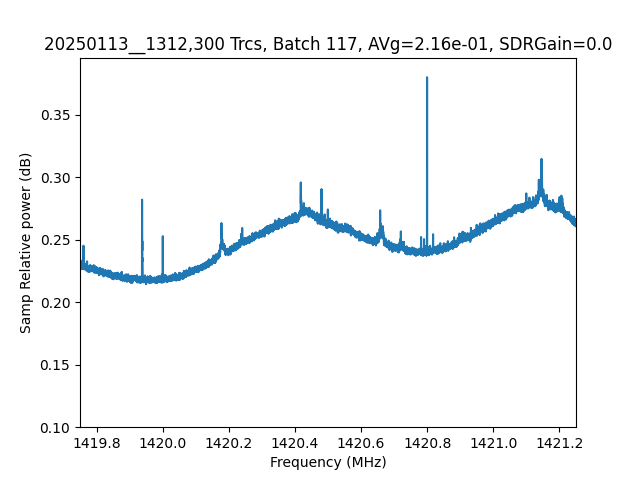 20250113__1312,300 Trcs, Batch 117, AVg=2.16e-01, SDRGain=0.0
Samp Relative power (dB)
0.35
0.30
0.25
0.20
0.15
0.10
1419.8 1420.0 1420.2 1420.4 1420.6 1420.8 1421.0 1421.2
Frequency (MHz)